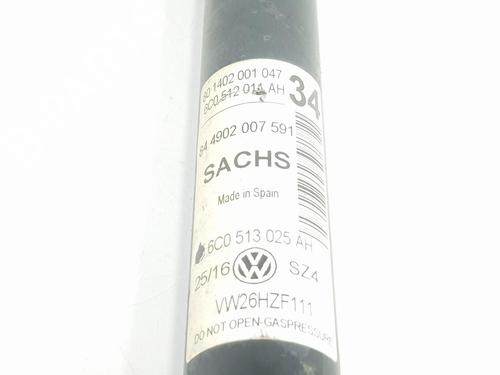 1402 001 047
6C0 512 011 AH
34
84 4902 007 591
SACHS
Made in Spain
6C0 513 025 AH
25/16 VW SZ4
VW26HZF111
DO NOT OPEN-GASPRESSURE